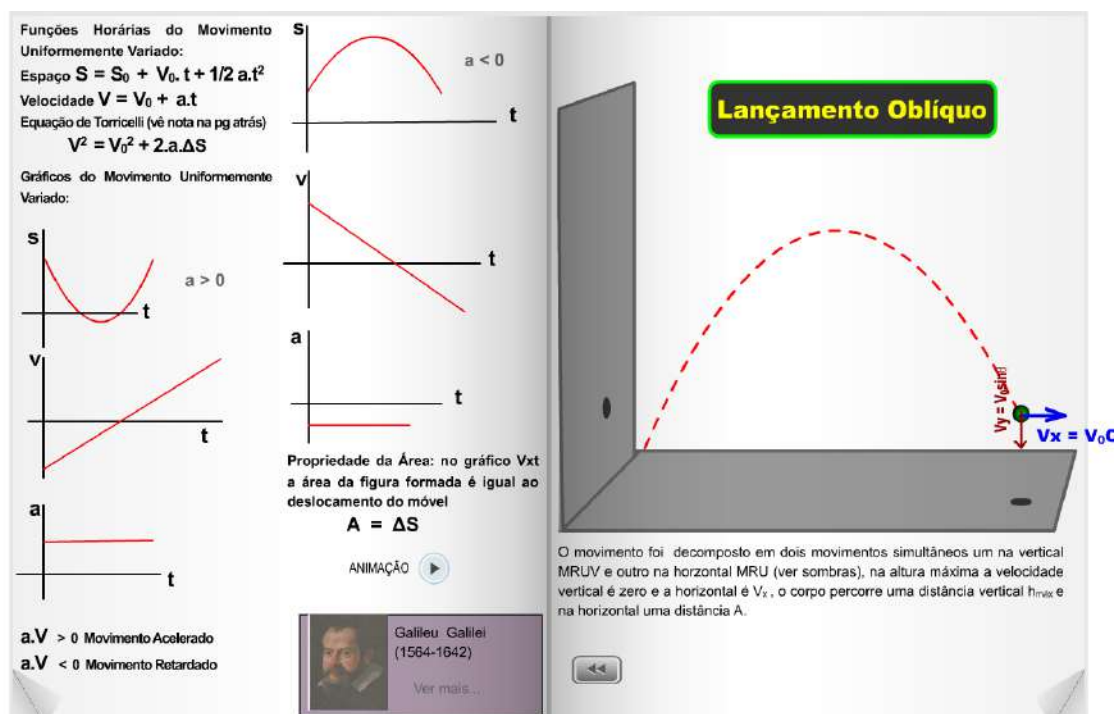 Funções Horárias do Movimento
Uniformemente Variado:
Espaço S = S₀ + V₀. t + 1/2 a.t²
Velocidade V = V₀ + a.t
Equação de Torricelli (vê nota na pg atrás)
V² = V₀² + 2.a.ΔS
Gráficos do Movimento Uniformemente
Variado:
s
a > 0
t
v
t
a
t
a.V > 0 Movimento Acelerado
a.V < 0 Movimento Retardado
s
a < 0
t
v
t
a
t
Propriedade da Área: no gráfico Vxt
a área da figura formada é igual ao
deslocamento do móvel
A = ΔS
ANIMAÇÃO
Galileu Galilei
(1564-1642)
Ver mais...
Lançamento Oblíquo
Vy = V₀sin
Vx = V₀C
O movimento foi decomposto em dois movimentos simultâneos um na vertical
MRUV e outro na horzontal MRU (ver sombras), na altura máxima a velocidade
vertical é zero e a horizontal é Vₓ , o corpo percorre uma distância vertical hmáx e
na horizontal uma distância A.